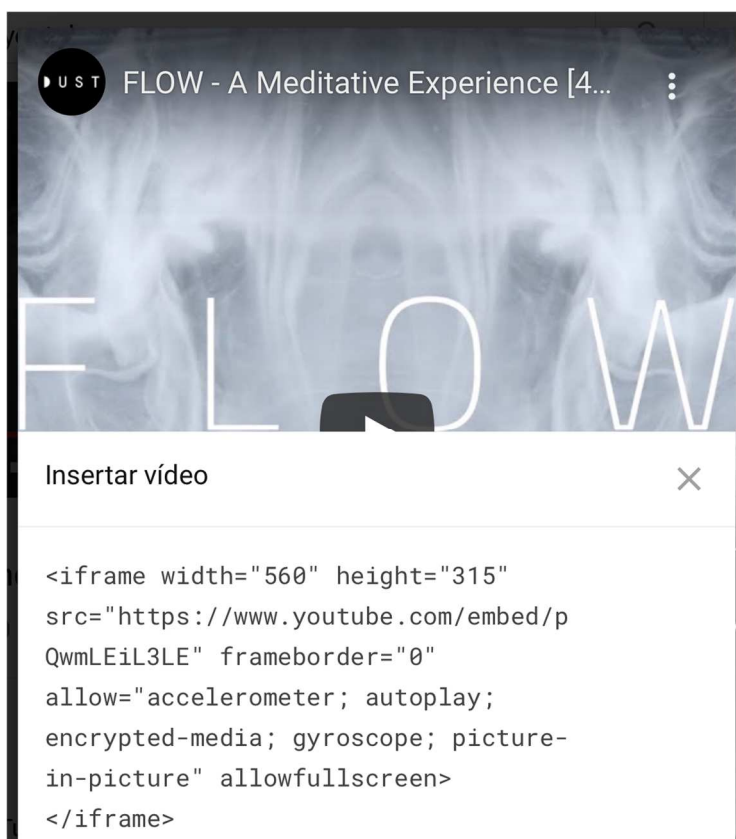 DUST
FLOW - A Meditative Experience [4...
FLOW
Insertar vídeo
<iframe width="560" height="315"
src="https://www.youtube.com/embed/p
QwmLEiL3LE" frameborder="0"
allow="accelerometer; autoplay;
encrypted-media; gyroscope; picture-
in-picture" allowfullscreen>
</iframe>